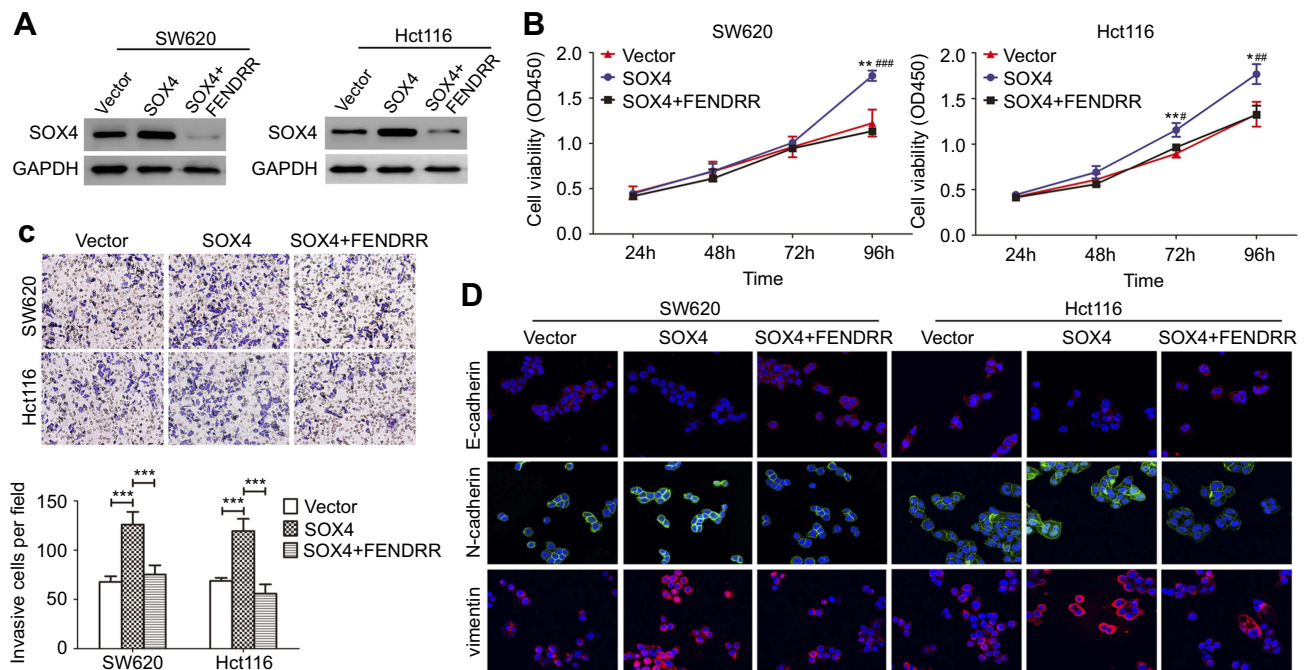 A
SW620
Hct116
Vector
SOX4
SOX4+
FENDRR
Vector
SOX4
SOX4+
FENDRR
SOX4
GAPDH
SOX4
GAPDH
B
SW620
Cell viability (OD450)
2.0
1.5
1.0
0.5
0.0
Vector
SOX4
SOX4+FENDRR
** ###
24h 48h 72h 96h
Time
Hct116
Cell viability (OD450)
2.0
1.5
1.0
0.5
0.0
Vector
SOX4
SOX4+FENDRR
**#
*##
24h 48h 72h 96h
Time
c
Vector SOX4 SOX4+FENDRR
SW620
Hct116
Invasive cells per field
150
100
50
0
*** *** *** ***
Vector
SOX4
SOX4+FENDRR
SW620 Hct116
D
SW620 Hct116
Vector SOX4 SOX4+FENDRR Vector SOX4 SOX4+FENDRR
E-cadherin
N-cadherin
vimentin